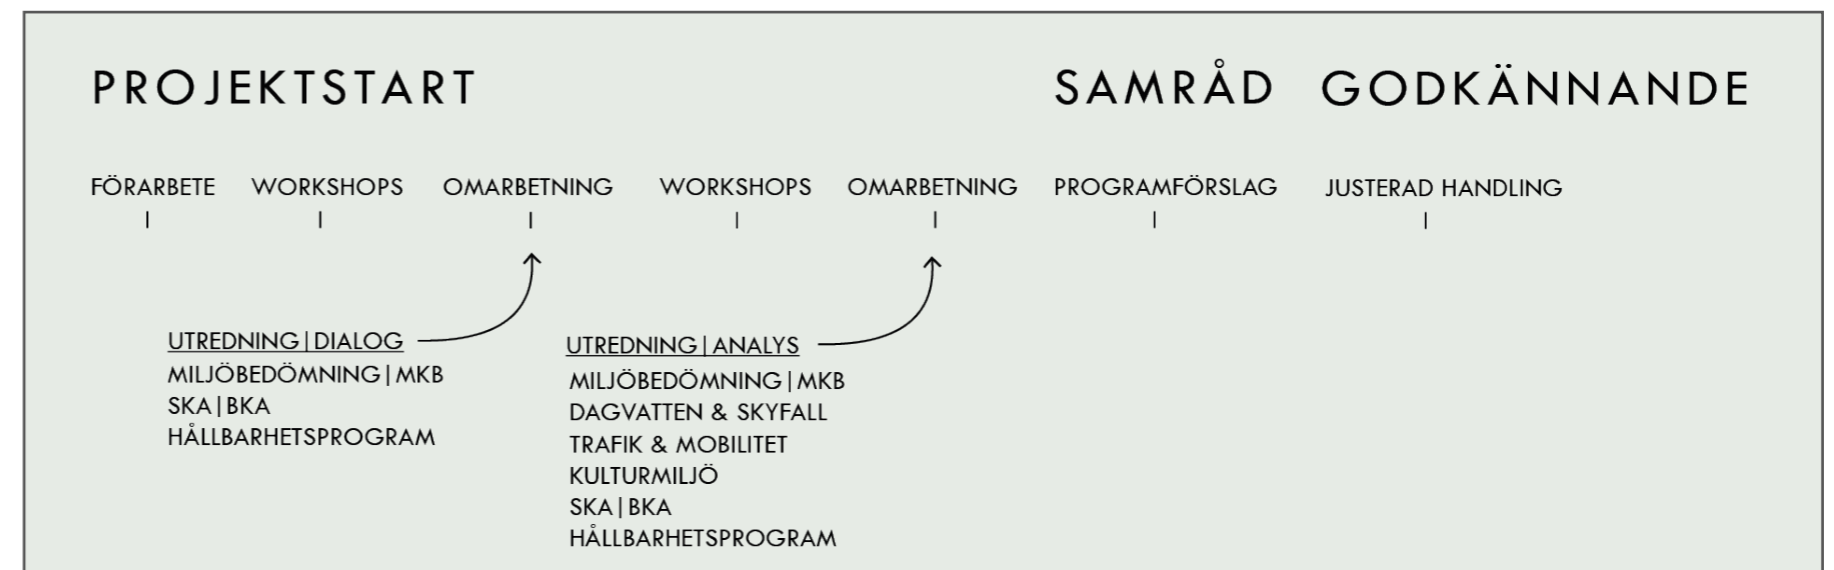 PROJEKTSTART SAMRÅD GODKÄNNANDE
FÖRARBETE WORKSHOPS OMARBETNING WORKSHOPS OMARBETNING PROGRAMFÖRSLAG JUSTERAD HANDLING
UTREDNING|DIALOG
MILJÖBEDÖMNING|MKB
SKA|BKA
HÅLLBARHETSPROGRAM
UTREDNING|ANALYS
MILJÖBEDÖMNING|MKB
DAGVATTEN & SKYFALL
TRAFIK & MOBILITET
KULTURMILJÖ
SKA|BKA
HÅLLBARHETSPROGRAM